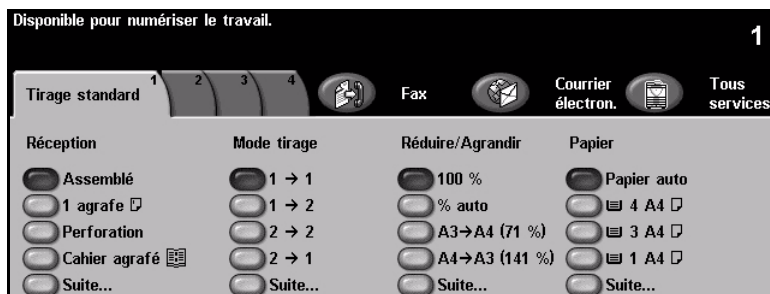 Disponible pour numériser le travail.
1
Tirage standard 1 2 3 4
Fax
Courrier
électron.
Tous
services
Réception
Assemblé
1 agrafe
Perforation
Cahier agrafé
Suite...
Mode tirage
1 → 1
1 → 2
2 → 2
2 → 1
Suite...
Réduire/Agrandir
100 %
% auto
A3→A4 (71 %)
A4→A3 (141 %)
Suite...
Papier
Papier auto
4 A4
3 A4
1 A4
Suite...